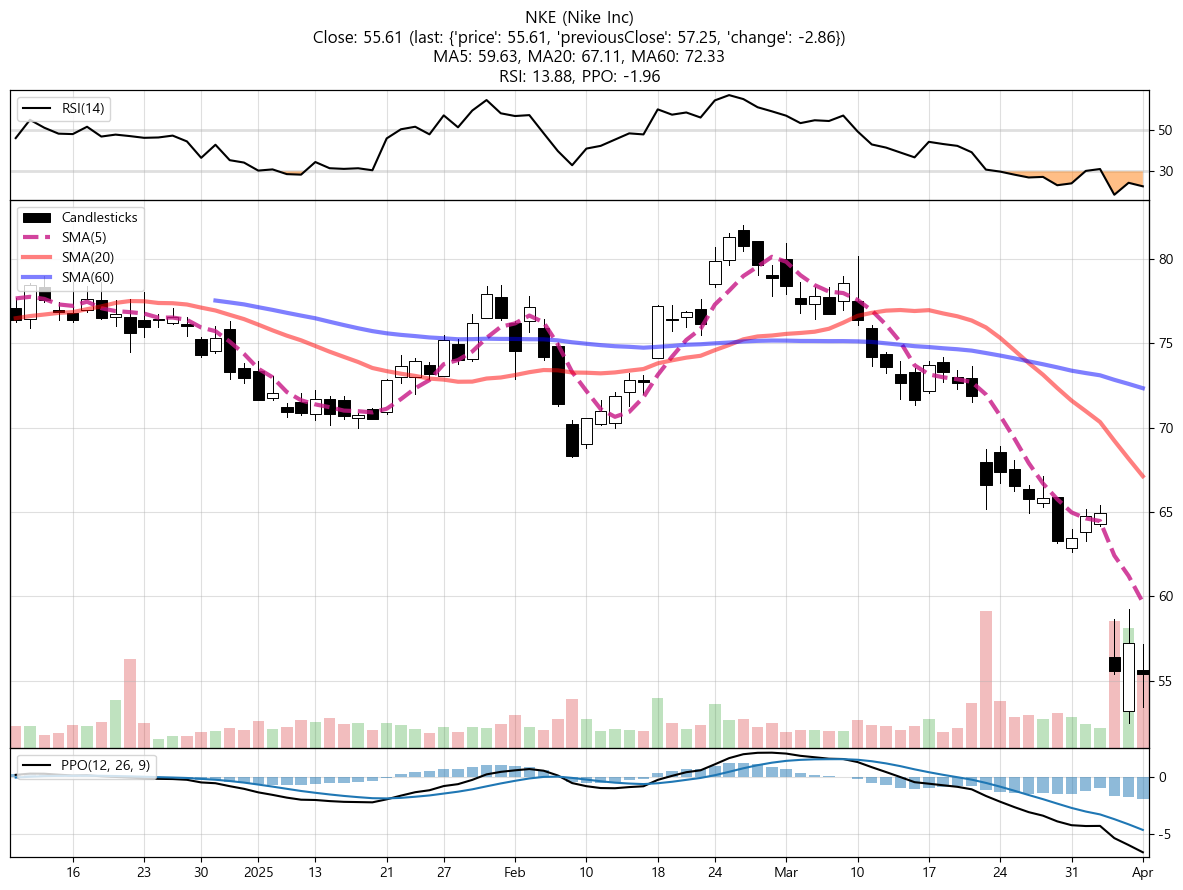 NKE (Nike Inc)
Close: 55.61 (last: {'price': 55.61, 'previousClose': 57.25, 'change': -2.86})
MA5: 59.63, MA20: 67.11, MA60: 72.33
RSI: 13.88, PPO: -1.96
RSI(14)
50
30
Candlesticks
SMA(5)
SMA(20)
SMA(60)
80
75
70
65
60
55
PPO(12, 26, 9)
0
-5
16 23 30 2025 13 21 27 Feb 10 18 24 Mar 10 17 24 31 Apr